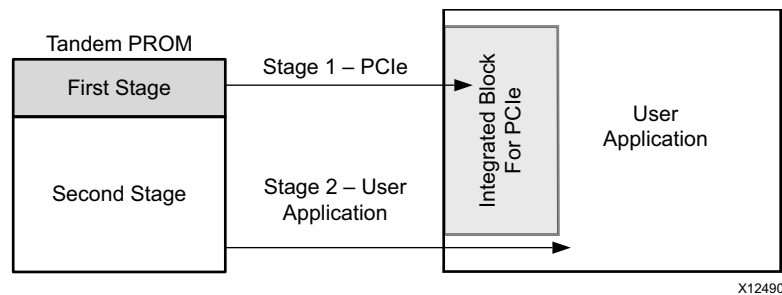 Tandem PROM
First Stage
Second Stage
Stage 1 – PCIe
Stage 2 – User
Application
Integrated Block
For PCIe
User
Application
X12490